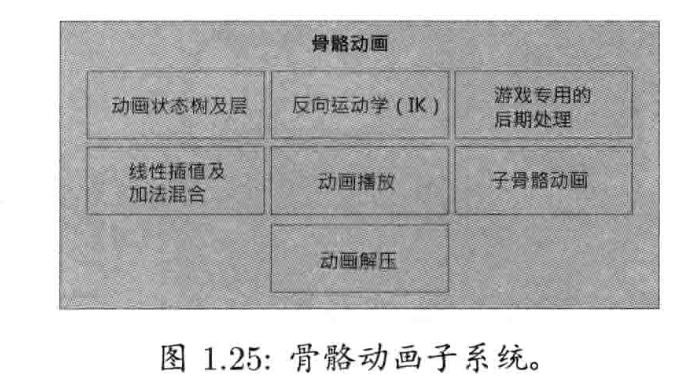 骨骼动画
动画状态树及层
反向运动学（IK）
游戏专用的
后期处理
线性插值及
加法混合
动画播放
子骨骼动画
动画解压
图 1.25: 骨骼动画子系统。